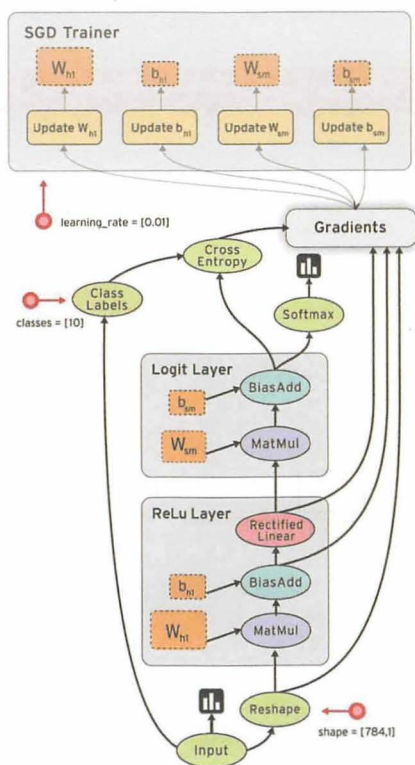 SGD Trainer
Wh1
bh1
Wsm
bsm
Update Wh1
Update bh1
Update Wsm
Update bsm
learning_rate = [0.01]
Gradients
Cross
Entropy
Class
Labels
classes = [10]
Softmax
Logit Layer
BiasAdd
bsm
Wsm
MatMul
ReLu Layer
Rectified
Linear
bh1
BiasAdd
Wh1
MatMul
Reshape
shape = [784,1]
Input